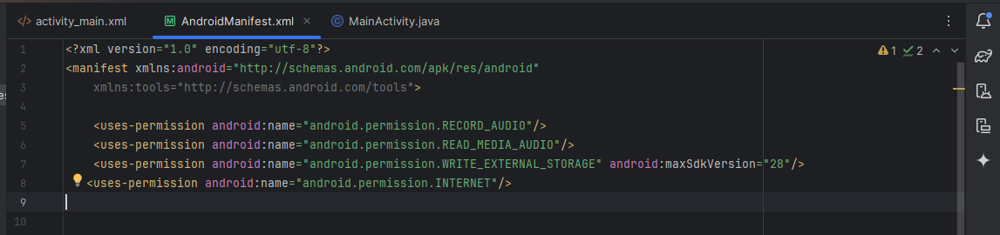 activity_main.xml AndroidManifest.xml MainActivity.java
1 <?xml version="1.0" encoding="utf-8"?> 1 2
2 <manifest xmlns:android="http://schemas.android.com/apk/res/android"
3 xmlns:tools="http://schemas.android.com/tools">
4
5 <uses-permission android:name="android.permission.RECORD_AUDIO"/>
6 <uses-permission android:name="android.permission.READ_MEDIA_AUDIO"/>
7 <uses-permission android:name="android.permission.WRITE_EXTERNAL_STORAGE" android:maxSdkVersion="28"/>
8 <uses-permission android:name="android.permission.INTERNET"/>
9
10